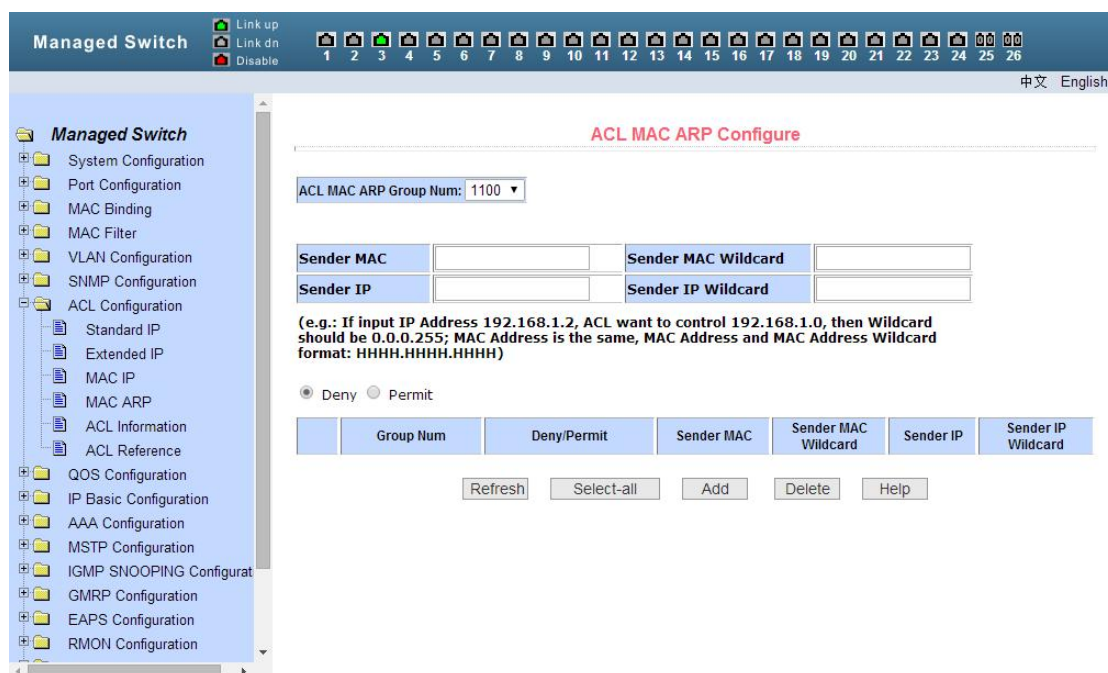 Managed Switch
Link up
Link dn
Disable
1 2 3 4 5 6 7 8 9 10 11 12 13 14 15 16 17 18 19 20 21 22 23 24 25 26
中文 English
Managed Switch
System Configuration
Port Configuration
MAC Binding
MAC Filter
VLAN Configuration
SNMP Configuration
ACL Configuration
Standard IP
Extended IP
MAC IP
MAC ARP
ACL Information
ACL Reference
QOS Configuration
IP Basic Configuration
AAA Configuration
MSTP Configuration
IGMP SNOOPING Configurat
GMRP Configuration
EAPS Configuration
RMON Configuration
ACL MAC ARP Configure
ACL MAC ARP Group Num: 1100
Sender MAC Sender MAC Wildcard
Sender IP Sender IP Wildcard
(e.g.: If input IP Address 192.168.1.2, ACL want to control 192.168.1.0, then Wildcard
should be 0.0.0.255; MAC Address is the same, MAC Address and MAC Address Wildcard
format: HHHH.HHHH.HHHH)
Deny Permit
Group Num Deny/Permit Sender MAC Sender MAC Wildcard Sender IP Sender IP Wildcard
Refresh Select-all Add Delete Help